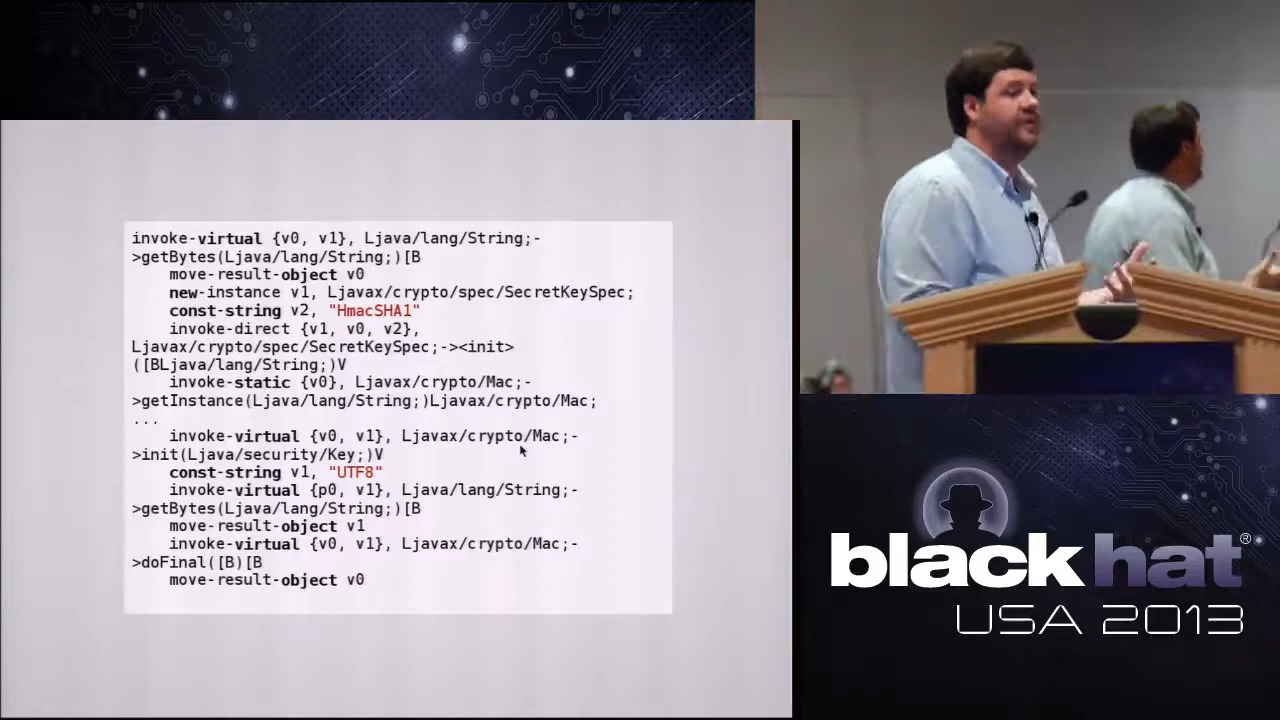 invoke-virtual {v0, v1}, Ljava/lang/String;-
>getBytes(Ljava/lang/String;)[B
move-result-object v0
new-instance v1, Ljavax/crypto/spec/SecretKeySpec;
const-string v2, "HmacSHA1"
invoke-direct {v1, v0, v2},
Ljavax/crypto/spec/SecretKeySpec;-><init>
([BLjava/lang/String;)V
invoke-static {v0}, Ljavax/crypto/Mac;-
>getInstance(Ljava/lang/String;)Ljavax/crypto/Mac;
...
invoke-virtual {v0, v1}, Ljavax/crypto/Mac;-
>init(Ljava/security/Key;)V
const-string v1, "UTF8"
invoke-virtual {p0, v1}, Ljava/lang/String;-
>getBytes(Ljava/lang/String;)[B
move-result-object v1
invoke-virtual {v0, v1}, Ljavax/crypto/Mac;-
>doFinal([B)[B
move-result-object v0
blackhat®
USA 2013